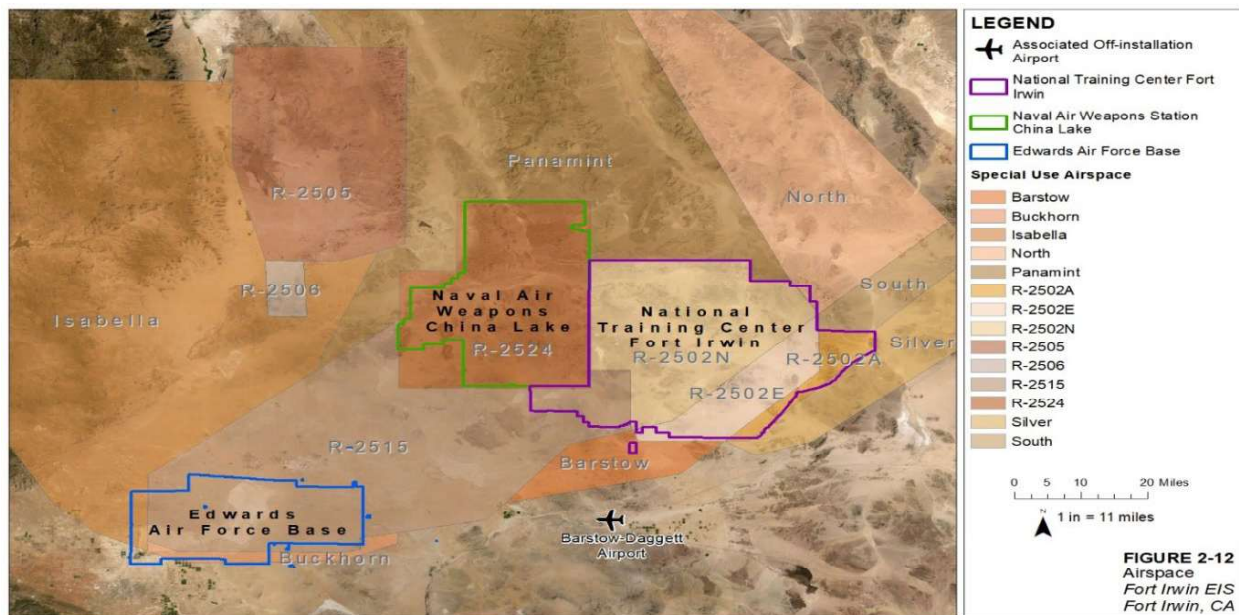 Panamint
R-2505
North
R-2506
South
Isabella
Naval Air
Weapons
China Lake
R-2524
National
Training Center
Fort Irwin
R-2502N
R-2502A
Silver
R-2502E
R-2515
Barstow
Edwards
Air Force Base
Buckhorn
Barstow-Daggett
Airport
LEGEND
Associated Off-installation
Airport
National Training Center Fort
Irwin
Naval Air Weapons Station
China Lake
Edwards Air Force Base
Special Use Airspace
Barstow
Buckhorn
Isabella
North
Panamint
R-2502A
R-2502E
R-2502N
R-2505
R-2506
R-2515
R-2524
Silver
South
0 5 10 20 Miles
N
1 in = 11 miles
FIGURE 2-12
Airspace
Fort Irwin EIS
Fort Irwin, CA